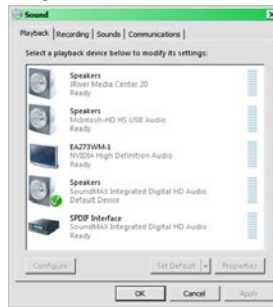 Sound
Playback Recording Sounds Communications
Select a playback device below to modify its settings:
Speakers
JRiver Media Center 20
Ready
Speakers
McIntosh-HD HS USB Audio
Ready
EA273WM-1
NVIDIA High Definition Audio
Ready
Speakers
SoundMAX Integrated Digital HD Audio
Default Device
SPDIF Interface
SoundMAX Integrated Digital HD Audio
Ready
Configure Set Default Properties
OK Cancel Apply